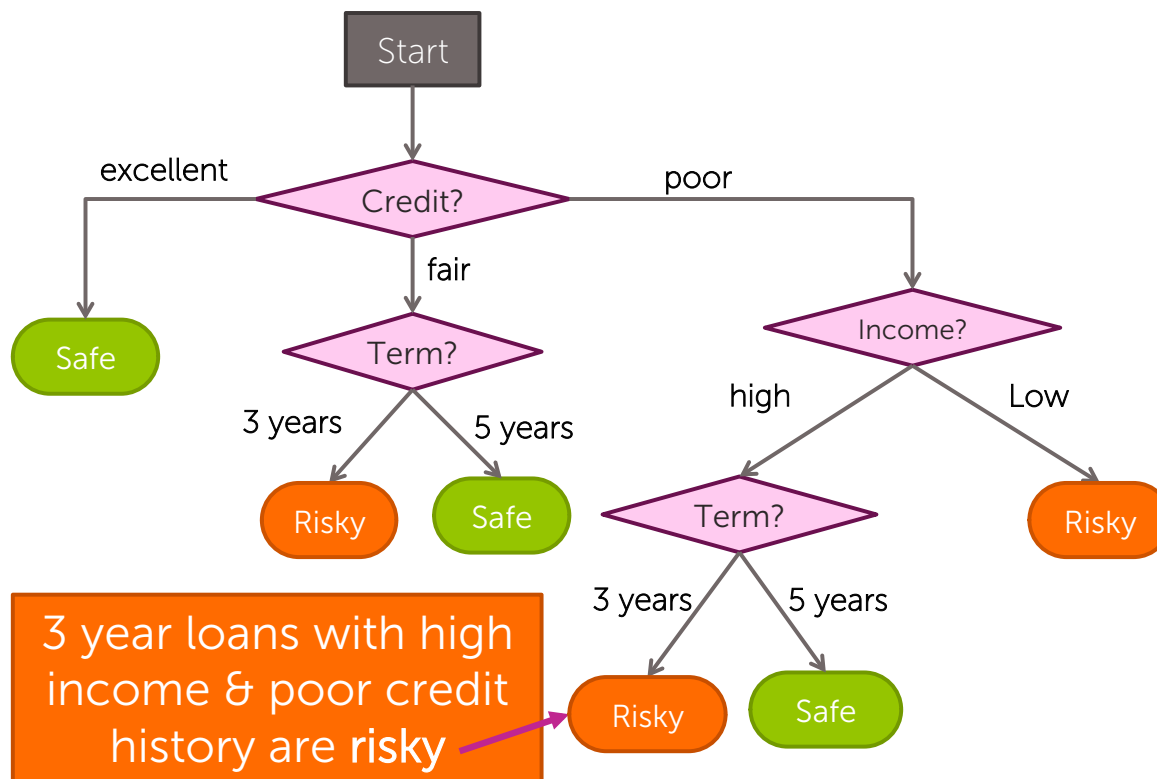 Start
excellent
poor
Credit?
fair
Income?
Safe
Term?
high
Low
3 years
5 years
Risky
Safe
Term?
Risky
3 years
5 years
3 year loans with high
income & poor credit
history are risky
Risky
Safe